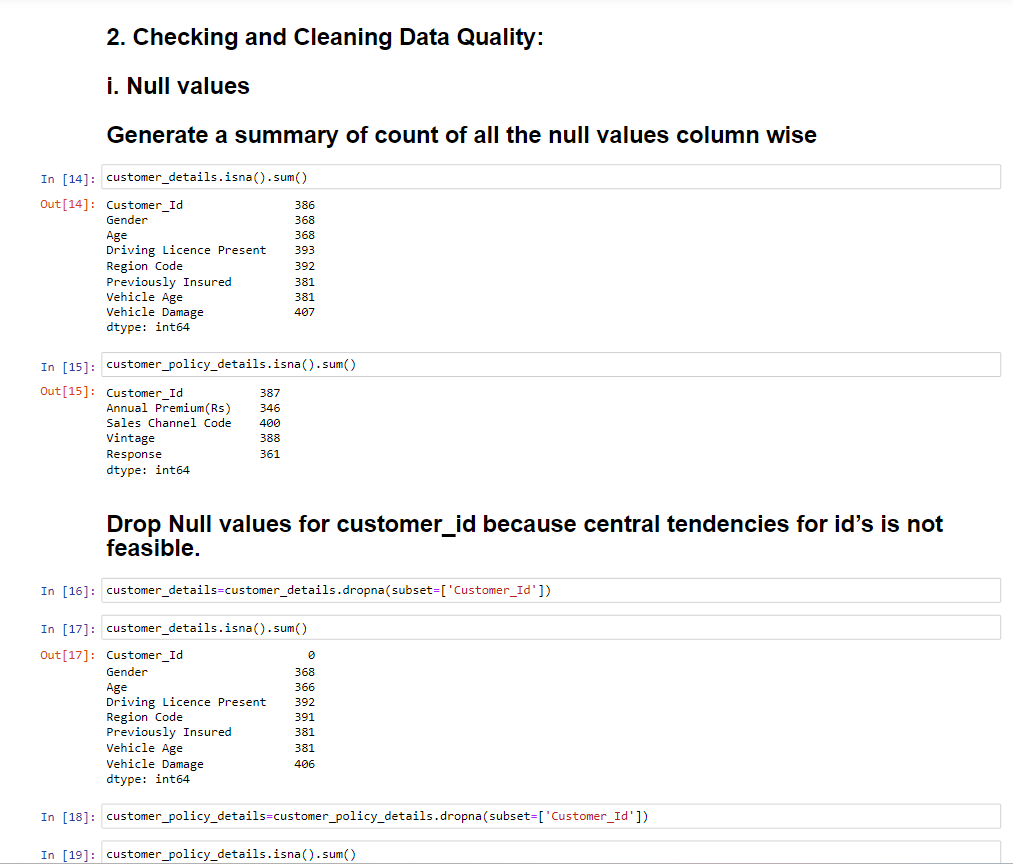 2. Checking and Cleaning Data Quality:
i. Null values
Generate a summary of count of all the null values column wise
In [14]: customer_details.isna().sum()
Out[14]: Customer_Id 386
Gender 368
Age 368
Driving Licence Present 393
Region Code 392
Previously Insured 381
Vehicle Age 381
Vehicle Damage 407
dtype: int64
In [15]: customer_policy_details.isna().sum()
Out[15]: Customer_Id 387
Annual Premium(Rs) 346
Sales Channel Code 400
Vintage 388
Response 361
dtype: int64
Drop Null values for customer_id because central tendencies for id’s is not
feasible.
In [16]: customer_details=customer_details.dropna(subset=['Customer_Id'])
In [17]: customer_details.isna().sum()
Out[17]: Customer_Id 0
Gender 368
Age 366
Driving Licence Present 392
Region Code 391
Previously Insured 381
Vehicle Age 381
Vehicle Damage 406
dtype: int64
In [18]: customer_policy_details=customer_policy_details.dropna(subset=['Customer_Id'])
In [19]: customer_policy_details.isna().sum()